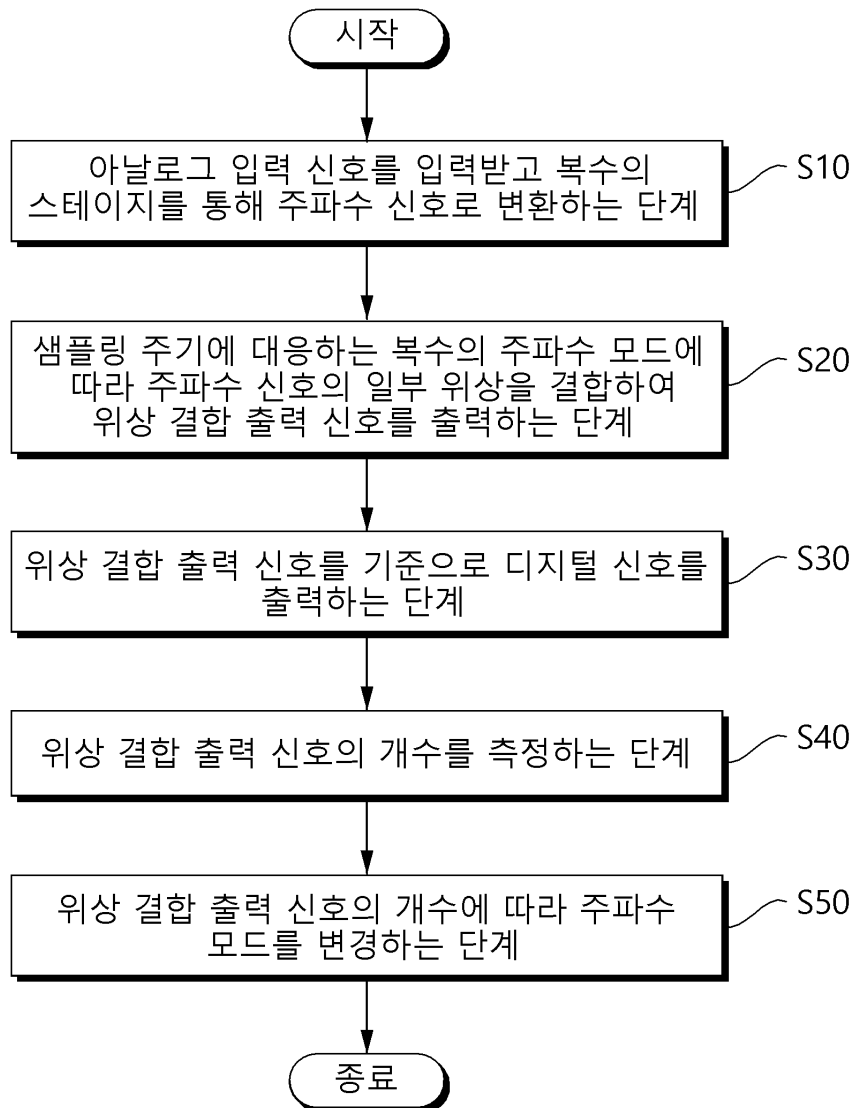 시작
아날로그 입력 신호를 입력받고 복수의
스테이지를 통해 주파수 신호로 변환하는 단계
S10
샘플링 주기에 대응하는 복수의 주파수 모드에
따라 주파수 신호의 일부 위상을 결합하여
위상 결합 출력 신호를 출력하는 단계
S20
위상 결합 출력 신호를 기준으로 디지털 신호를
출력하는 단계
S30
위상 결합 출력 신호의 개수를 측정하는 단계
S40
위상 결합 출력 신호의 개수에 따라 주파수
모드를 변경하는 단계
S50
종료